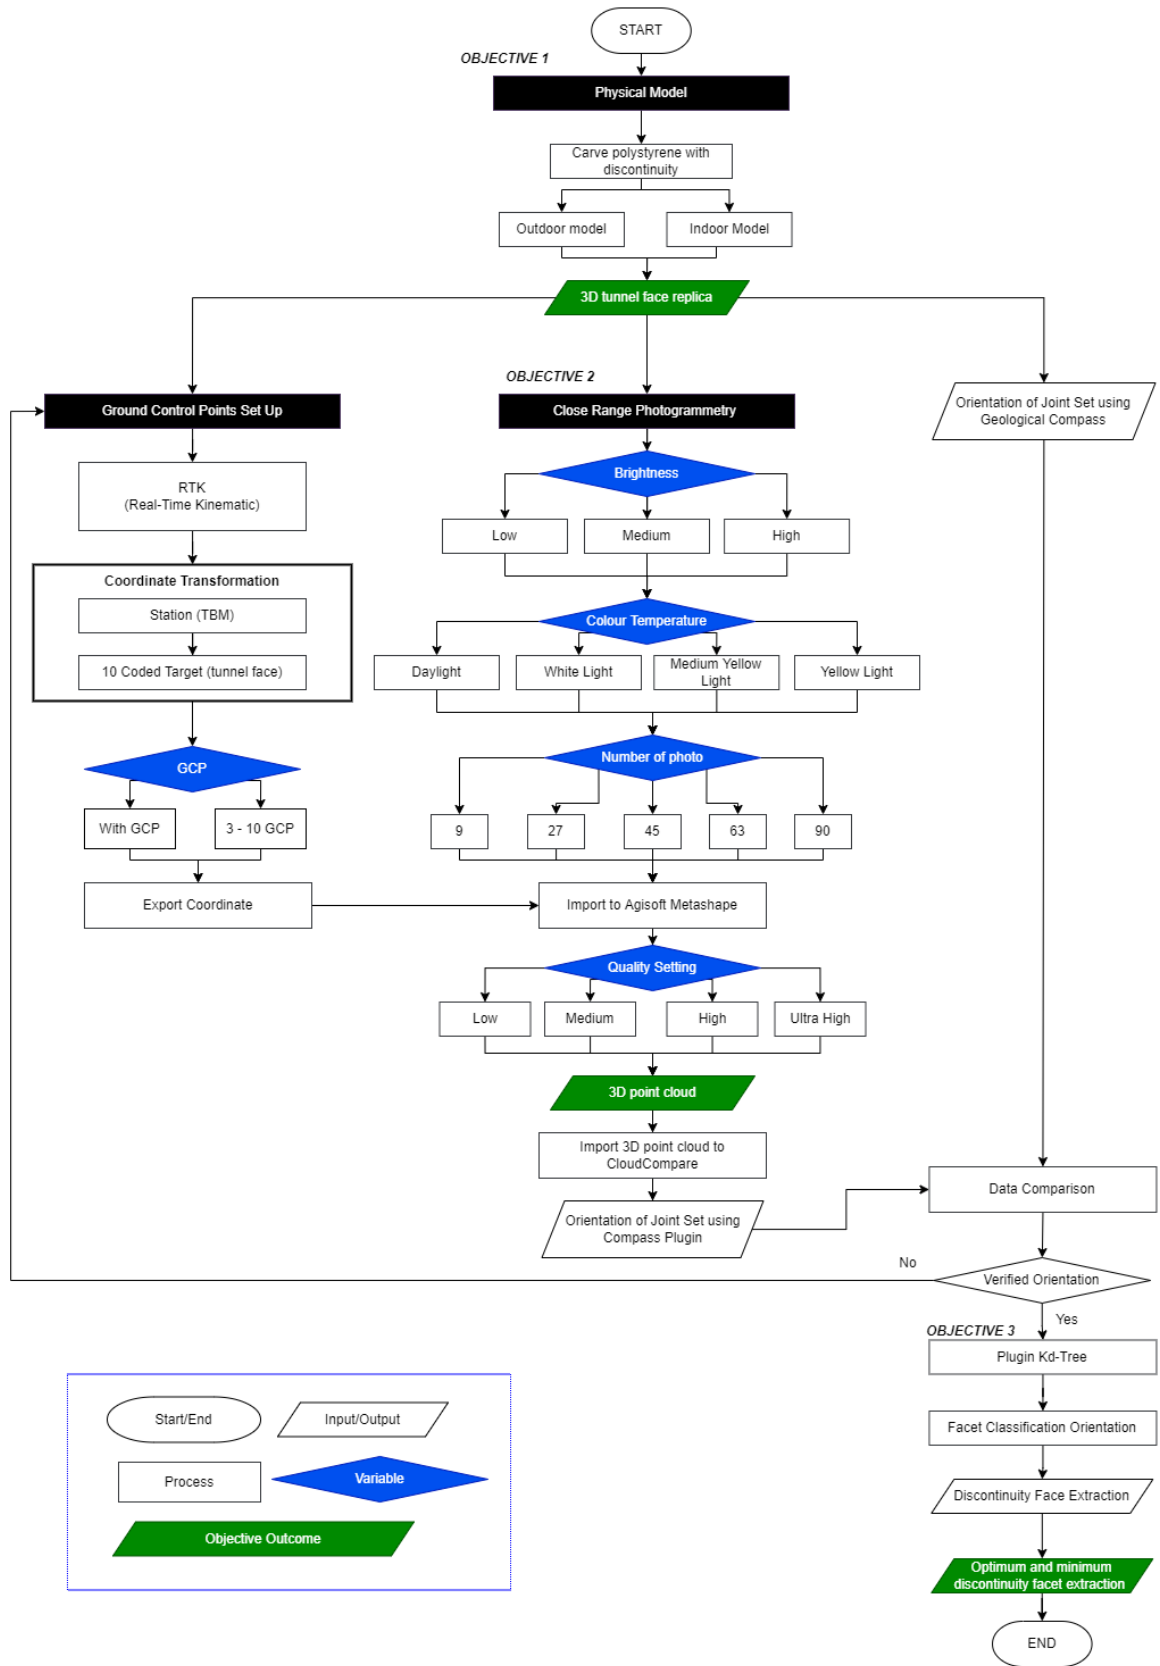 START
OBJECTIVE 1
Physical Model
Carve polystyrene with
discontinuity
Outdoor model
Indoor Model
3D tunnel face replica
OBJECTIVE 2
Ground Control Points Set Up
Close Range Photogrammetry
Orientation of Joint Set using
Geological Compass
RTK
(Real-Time Kinematic)
Brightness
Low
Medium
High
Coordinate Transformation
Station (TBM)
10 Coded Target (tunnel face)
Colour Temperature
Daylight
White Light
Medium Yellow
Light
Yellow Light
GCP
With GCP
3 - 10 GCP
Number of photo
9
27
45
63
90
Export Coordinate
Import to Agisoft Metashape
Quality Setting
Low
Medium
High
Ultra High
3D point cloud
Import 3D point cloud to
CloudCompare
Orientation of Joint Set using
Compass Plugin
Data Comparison
No
Verified Orientation
Yes
OBJECTIVE 3
Plugin Kd-Tree
Facet Classification Orientation
Discontinuity Face Extraction
Optimum and minimum
discontinuity facet extraction
END
Start/End
Input/Output
Process
Variable
Objective Outcome